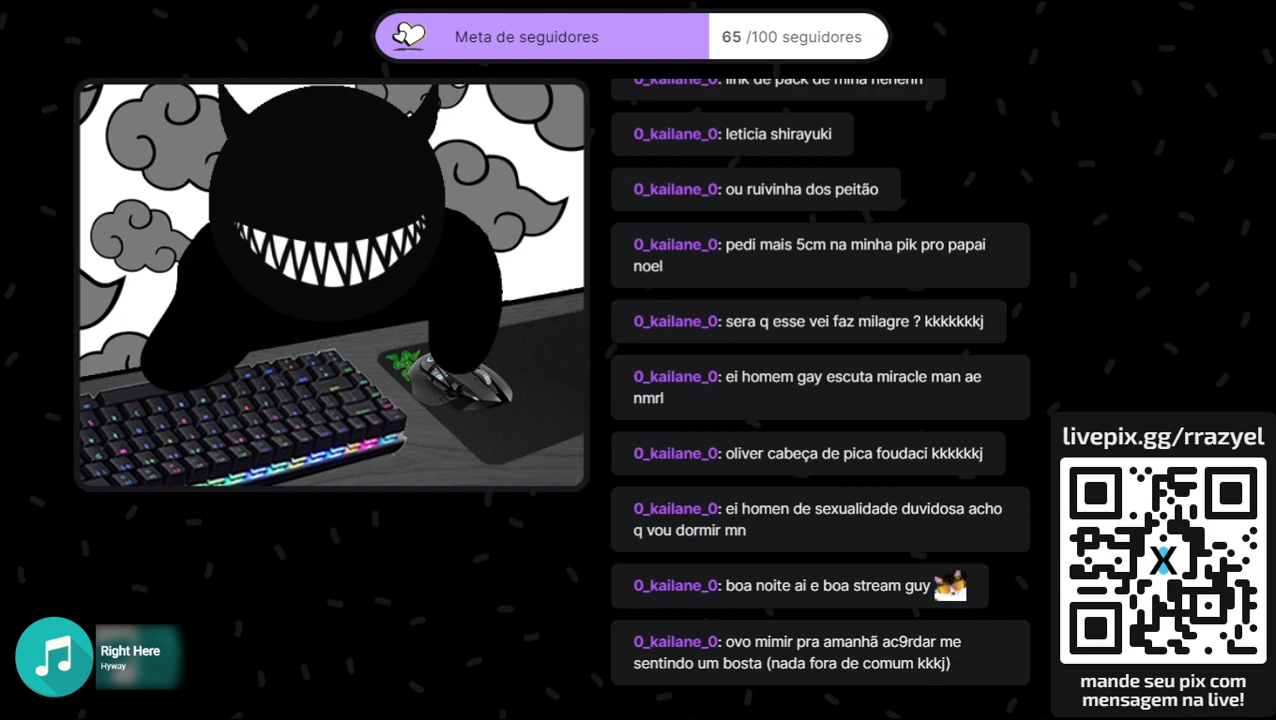 Meta de seguidores
65 /100 seguidores
0_kailane_0: link de pack de mina henenn
0_kailane_0: leticia shirayuki
0_kailane_0: ou ruivinha dos peitão
0_kailane_0: pedi mais 5cm na minha pik pro papai
noel
0_kailane_0: sera q esse vei faz milagre ? kkkkkkkj
0_kailane_0: ei homem gay escuta miracle man ae
nmrl
0_kailane_0: oliver cabeça de pica foudaci kkkkkkj
0_kailane_0: ei homen de sexualidade duvidosa acho
q vou dormir mn
0_kailane_0: boa noite ai e boa stream guy
0_kailane_0: ovo mimir pra amanhã ac9rdar me
sentindo um bosta (nada fora de comum kkkj)
livepix.gg/rrazyel
mande seu pix com
mensagem na live!
Right Here
Hyway